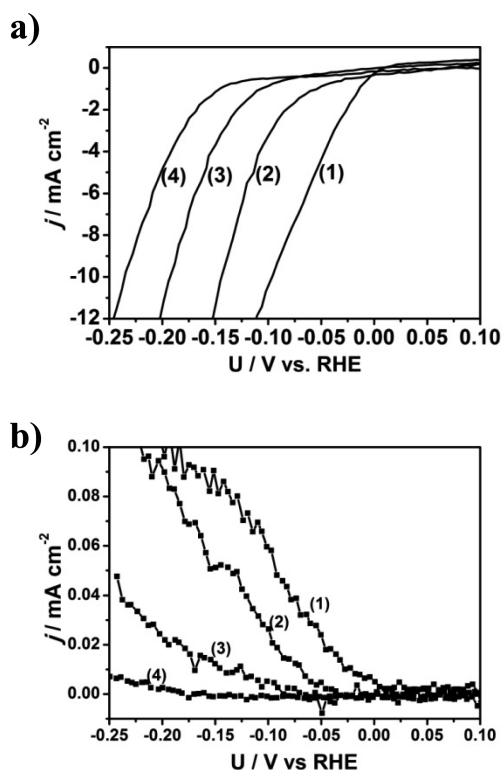 a)
0
-2
-4
-6
-8
-10
-12
j / mA cm-2
(4)
(3)
(2)
(1)
-0.25 -0.20 -0.15 -0.10 -0.05 0.00 0.05 0.10
U / V vs. RHE
b)
0.10
0.08
0.06
0.04
0.02
0.00
j / mA cm-2
(1)
(2)
(3)
(4)
-0.25 -0.20 -0.15 -0.10 -0.05 0.00 0.05 0.10
U / V vs RHE